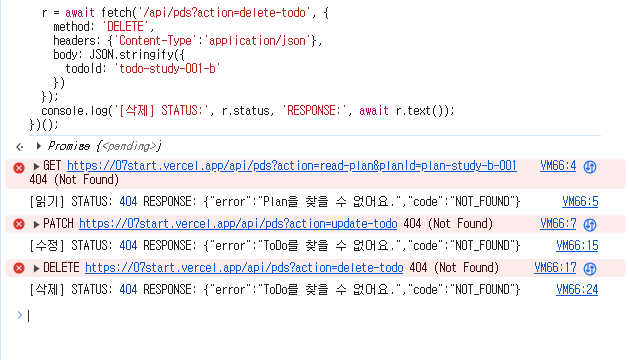 r = await fetch('/api/pds?action=delete-todo', {
method: 'DELETE',
headers: {'Content-Type':'application/json'},
body: JSON.stringify({
todoId: 'todo-study-001-b'
})
});
console.log('[삭제] STATUS:', r.status, 'RESPONSE:', await r.text());
})();
Promise {<pending>}
GET https://07start.vercel.app/api/pds?action=read-plan&planId=plan-study-b-001 VM66:4
404 (Not Found)
[읽기] STATUS: 404 RESPONSE: {"error":"Plan을 찾을 수 없어요.","code":"NOT_FOUND"} VM66:5
PATCH https://07start.vercel.app/api/pds?action=update-todo 404 (Not Found) VM66:7
[수정] STATUS: 404 RESPONSE: {"error":"ToDo를 찾을 수 없어요.","code":"NOT_FOUND"} VM66:15
DELETE https://07start.vercel.app/api/pds?action=delete-todo 404 (Not Found) VM66:17
[삭제] STATUS: 404 RESPONSE: {"error":"ToDo를 찾을 수 없어요.","code":"NOT_FOUND"} VM66:24